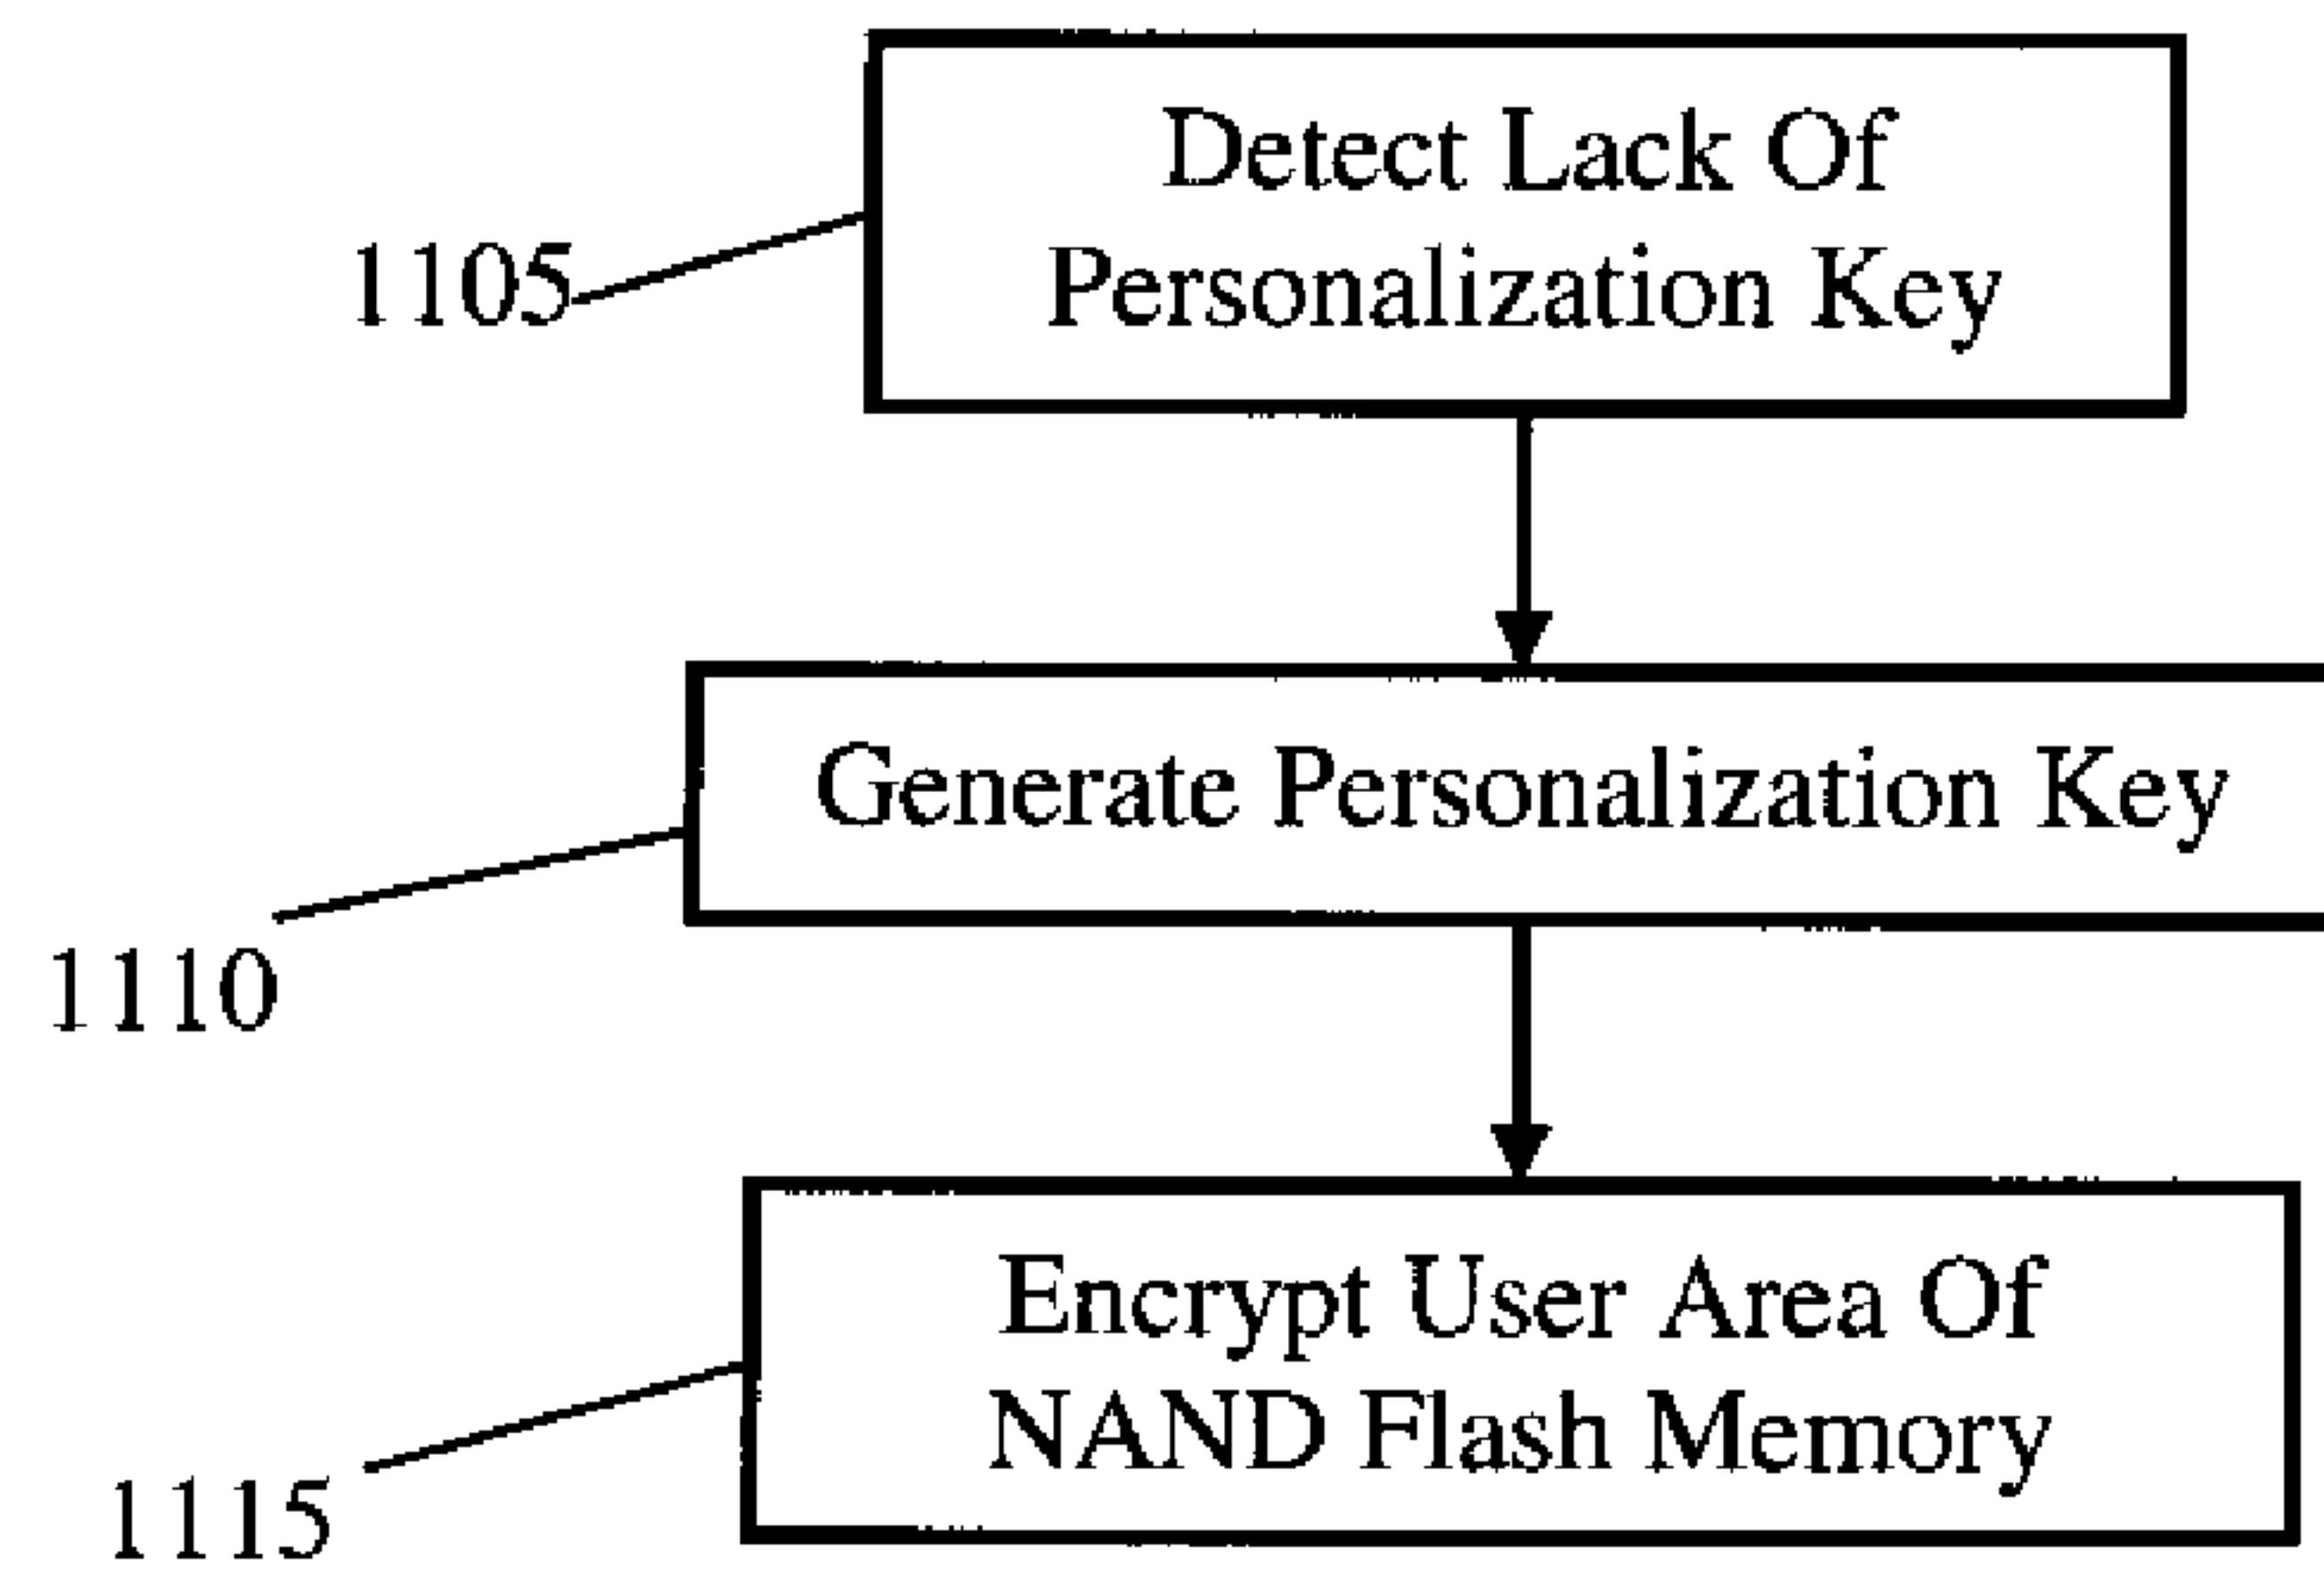 Detect Lack Of
Personalization Key
1105
Generate Personalization Key
1110
Encrypt User Area Of
NAND Flash Memory
1115